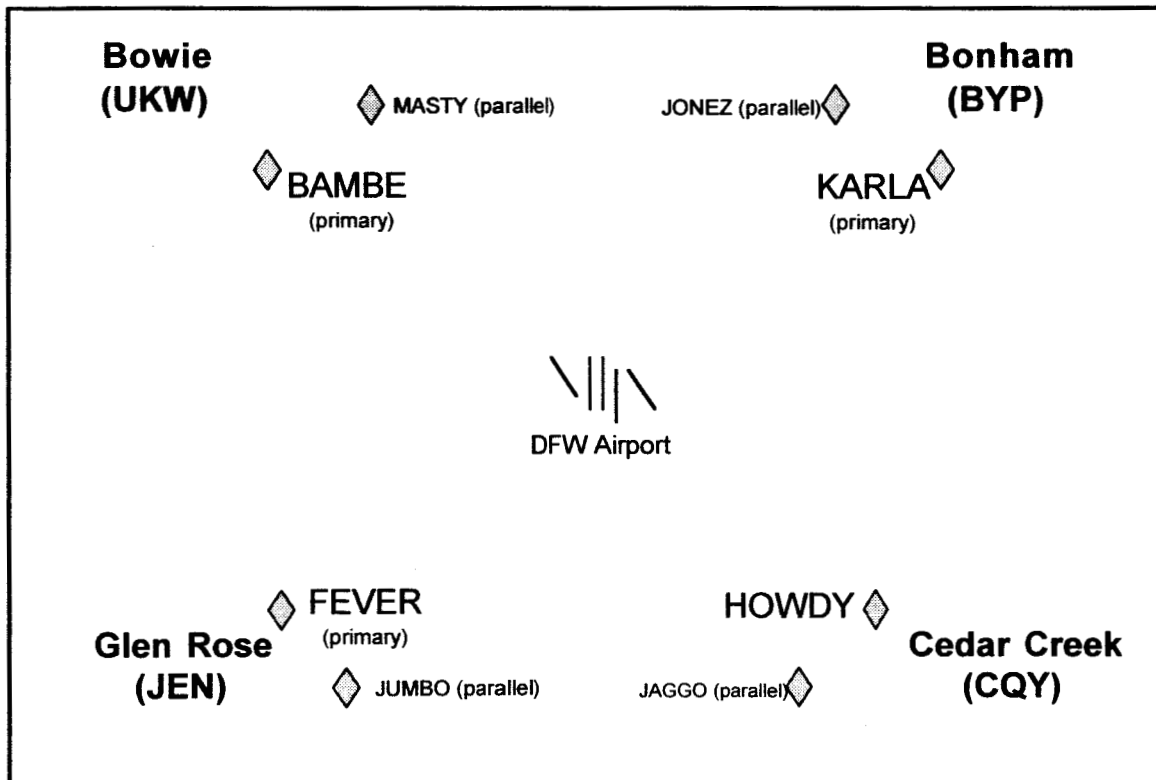 Bowie
(UKW)
Bonham
(BYP)
MASTY (parallel)
JONEZ (parallel)
BAMBE
(primary)
KARLA
(primary)
DFW Airport
FEVER
(primary)
HOWDY
Glen Rose
(JEN)
Cedar Creek
(CQY)
JUMBO (parallel)
JAGGO (parallel)